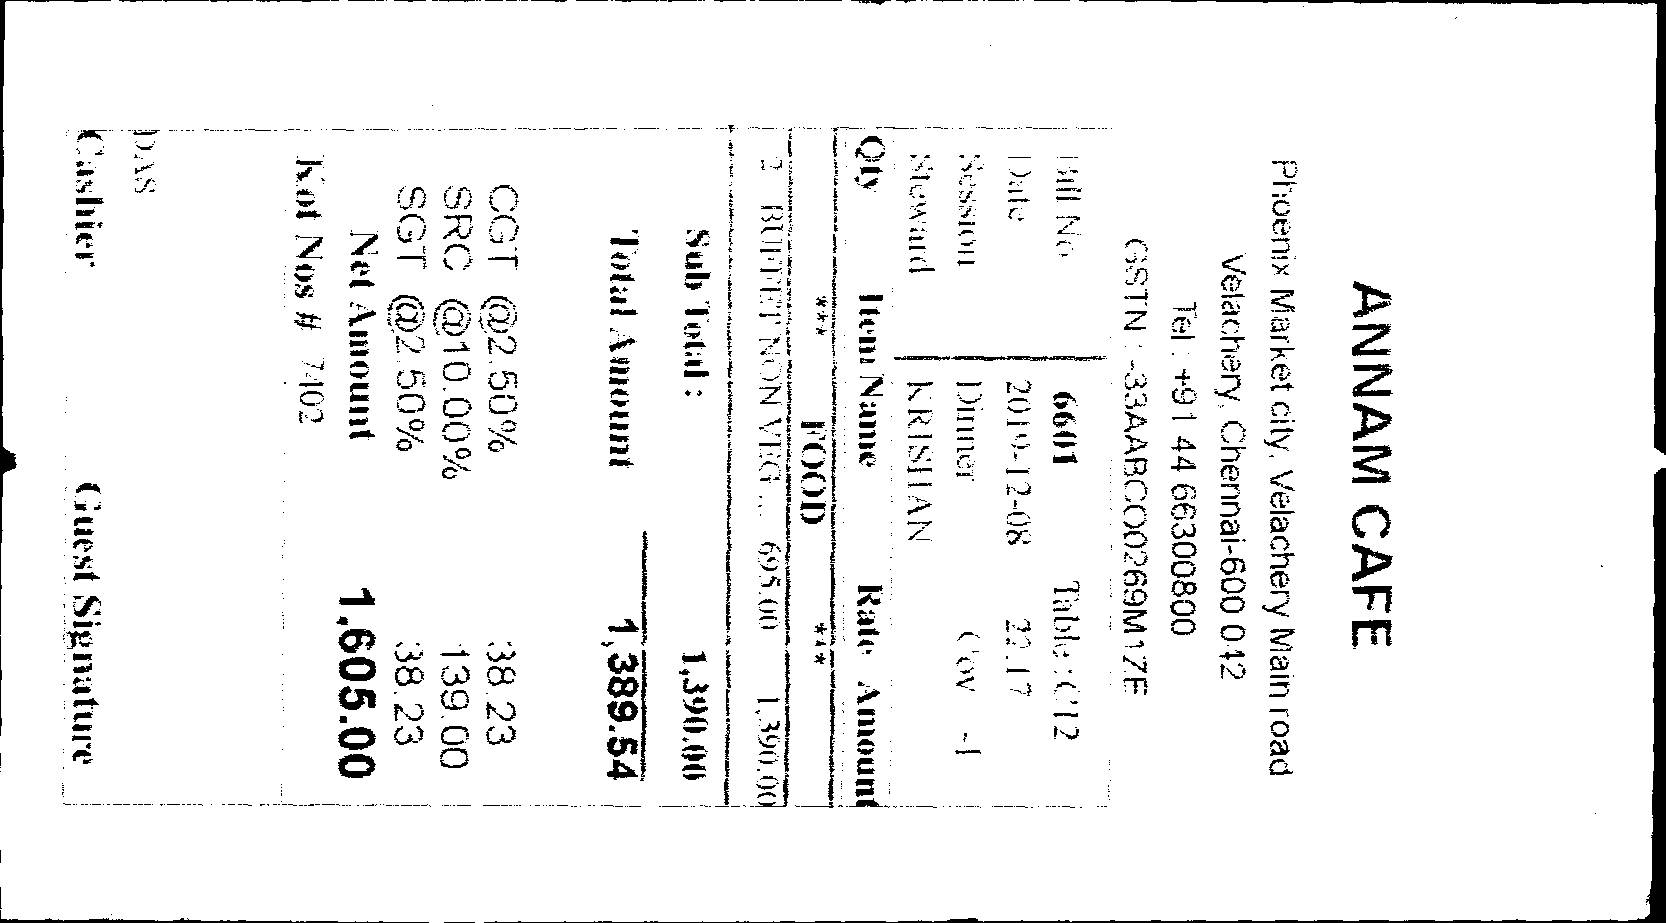 ANNAM CAFE
Phoenix Market city, Velachery Main road
Velachery, Chennai-600 042
Tel : +91 44 66300800
GSTN : -33AABCO0269M1ZE
Bill No 6601 Table : C12
Date 2019-12-08 22:17
Session Dinner Cov -1
Steward KRISHAN
Qty Item Name Rate Amount
*** FOOD ***
2 BUFFET NON VEG ... 695.00 1,390.00
Sub Total : 1,390.00
Total Amount 1,389.54
CGT @2.50% 38.23
SRC @10.00% 139.00
SGT @2.50% 38.23
Net Amount 1,605.00
Kot Nos # 7402
DAS
Cashier Guest Signature